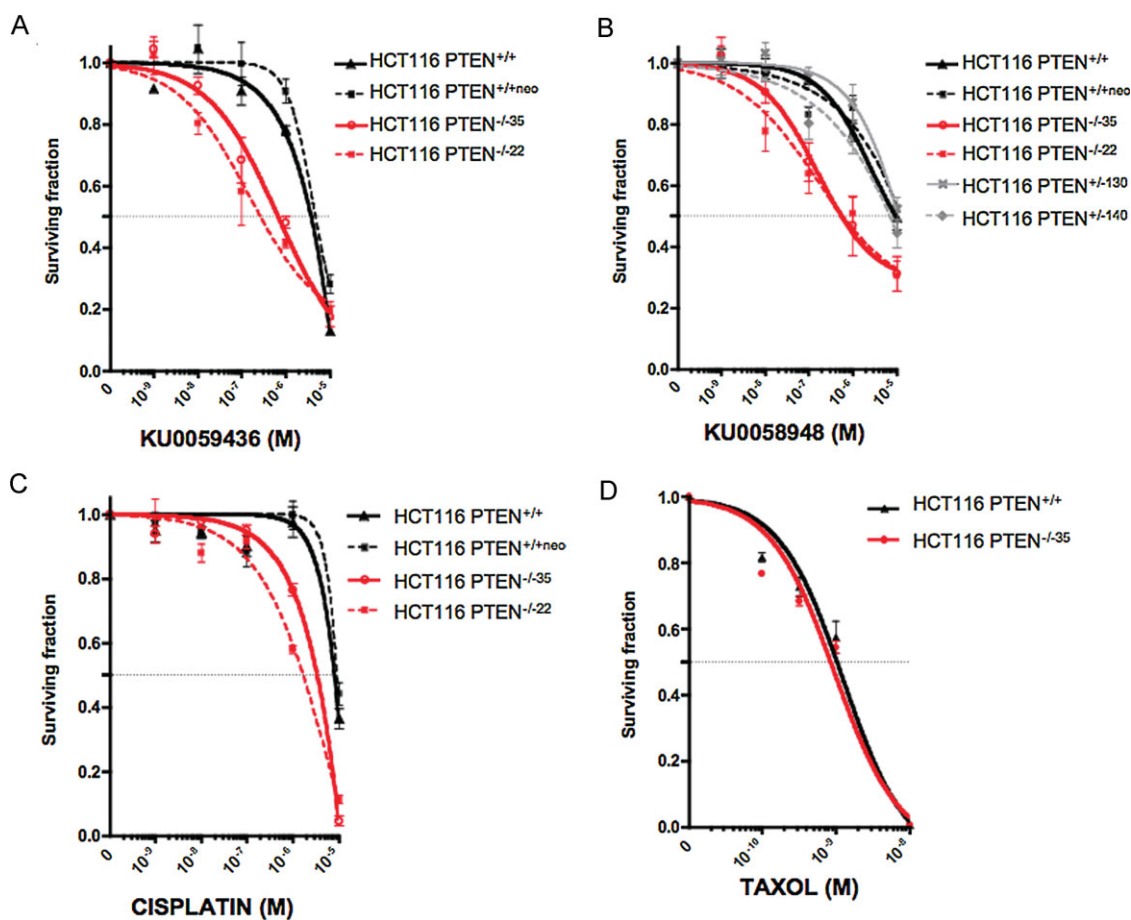 A
1.0
0.8
0.6
0.4
0.2
0.0
Surviving fraction
0
10^-9
10^-8
10^-7
10^-6
10^-5
KU0059436 (M)
HCT116 PTEN+/+
HCT116 PTEN+/+neo
HCT116 PTEN-/-35
HCT116 PTEN-/-22
B
1.0
0.8
0.6
0.4
0.2
0.0
Surviving fraction
0
10^-9
10^-8
10^-7
10^-6
10^-5
KU0058948 (M)
HCT116 PTEN+/+
HCT116 PTEN+/+neo
HCT116 PTEN-/-35
HCT116 PTEN-/-22
HCT116 PTEN+/-130
HCT116 PTEN+/-140
C
1.0
0.8
0.6
0.4
0.2
0.0
Surviving fraction
0
10^-9
10^-8
10^-7
10^-6
10^-5
CISPLATIN (M)
HCT116 PTEN+/+
HCT116 PTEN+/+neo
HCT116 PTEN-/-35
HCT116 PTEN-/-22
D
1.0
0.8
0.6
0.4
0.2
0.0
Surviving fraction
0
10^-10
10^-9
10^-8
TAXOL (M)
HCT116 PTEN+/+
HCT116 PTEN-/-35